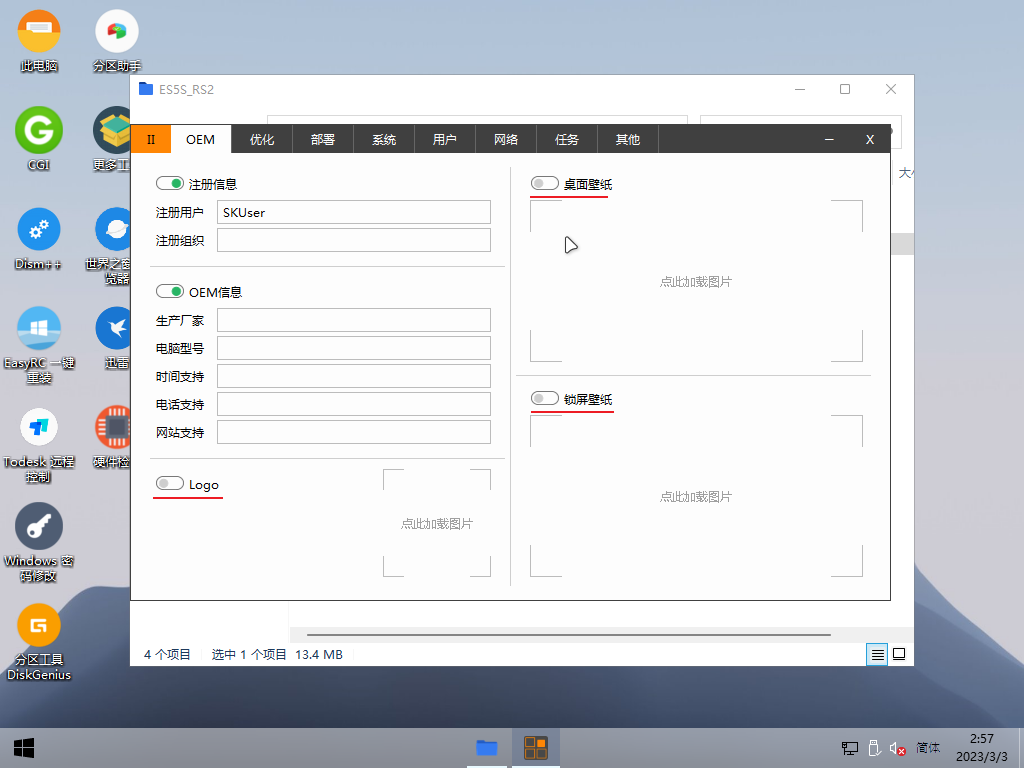 此电脑
分区助手
CGI
更多工
Dism++
世界之窗
览器
EasyRC 一键
重装
迅雷
Todesk 远程
控制
硬件检
Windows 密
码修改
分区工具
DiskGenius
ES5S_RS2
大小
II
OEM
优化
部署
系统
用户
网络
任务
其他
X
注册信息
注册用户
SKUser
注册组织
OEM信息
生产厂家
电脑型号
时间支持
电话支持
网站支持
Logo
点此加载图片
桌面壁纸
点此加载图片
锁屏壁纸
点此加载图片
4 个项目
选中 1 个项目 13.4 MB
简体
2:57
2023/3/3